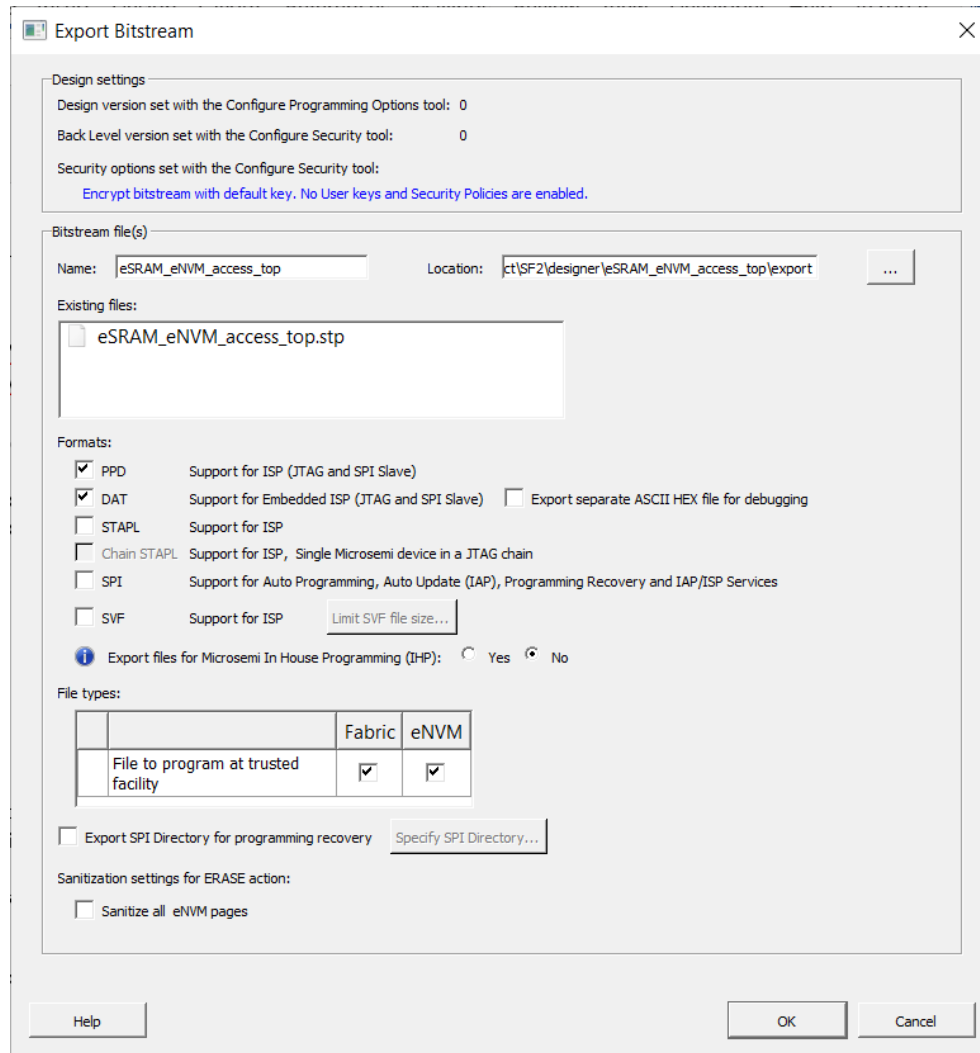 Export Bitstream
Design settings
Design version set with the Configure Programming Options tool: 0
Back Level version set with the Configure Security tool: 0
Security options set with the Configure Security tool:
Encrypt bitstream with default key. No User keys and Security Policies are enabled.
Bitstream file(s)
Name: eSRAM_eNVM_access_top Location: ct\SF2\designer\eSRAM_eNVM_access_top\export ...
Existing files:
eSRAM_eNVM_access_top.stp
Formats:
PPD Support for ISP (JTAG and SPI Slave)
DAT Support for Embedded ISP (JTAG and SPI Slave) Export separate ASCII HEX file for debugging
STAPL Support for ISP
Chain STAPL Support for ISP, Single Microsemi device in a JTAG chain
SPI Support for Auto Programming, Auto Update (IAP), Programming Recovery and IAP/ISP Services
SVF Support for ISP Limit SVF file size...
Export files for Microsemi In House Programming (IHP): Yes No
File types:
Fabric eNVM
File to program at trusted
facility
Export SPI Directory for programming recovery Specify SPI Directory...
Sanitization settings for ERASE action:
Sanitize all eNVM pages
Help OK Cancel